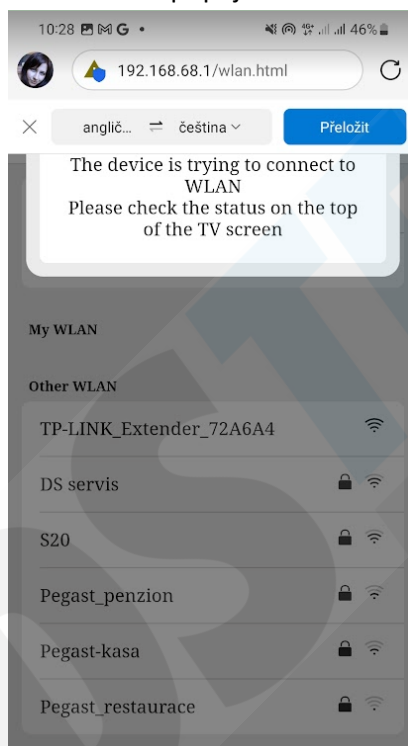 10:28
46%
192.168.68.1/wlan.html
anglič... čeština
Přeložit
The device is trying to connect to
WLAN
Please check the status on the top
of the TV screen
My WLAN
Other WLAN
TP-LINK_Extender_72A6A4
DS servis
S20
Pegast_penzion
Pegast-kasa
Pegast_restaurace